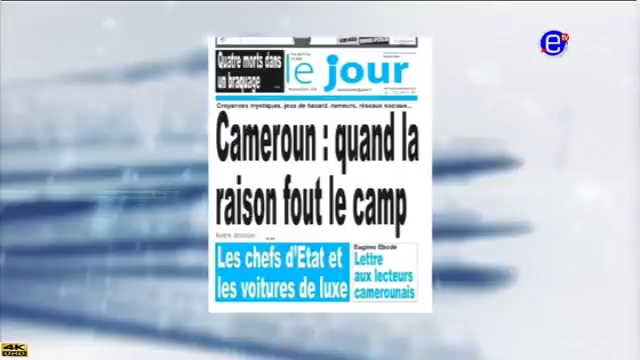 Quatre morts dans
un braquage
le jour
Croyances mystiques, jeux de hasard, rumeurs, réseaux sociaux...
Cameroun : quand la
raison fout le camp
Les chefs d'Etat et
les voitures de luxe
Eugène Ebodé
Lettre
aux lecteurs
camerounais
e tv
4K
UHD